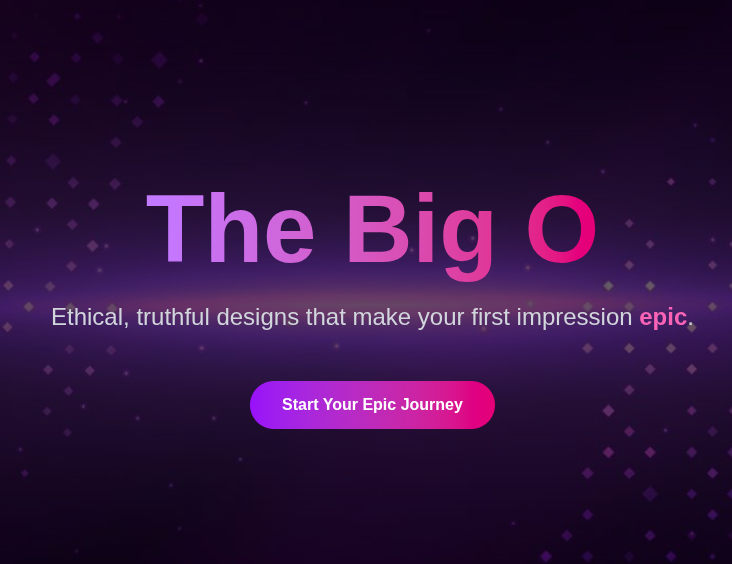 The Big O
Ethical, truthful designs that make your first impression epic.
Start Your Epic Journey